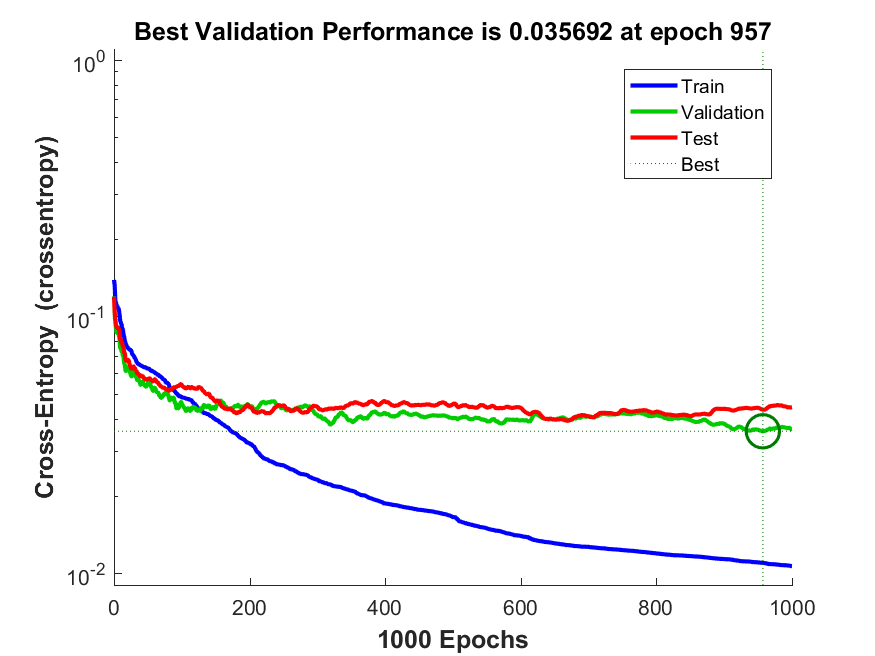 Best Validation Performance is 0.035692 at epoch 957
10^0
10^-1
10^-2
Cross-Entropy (crossentropy)
Train
Validation
Test
Best
0 200 400 600 800 1000
1000 Epochs